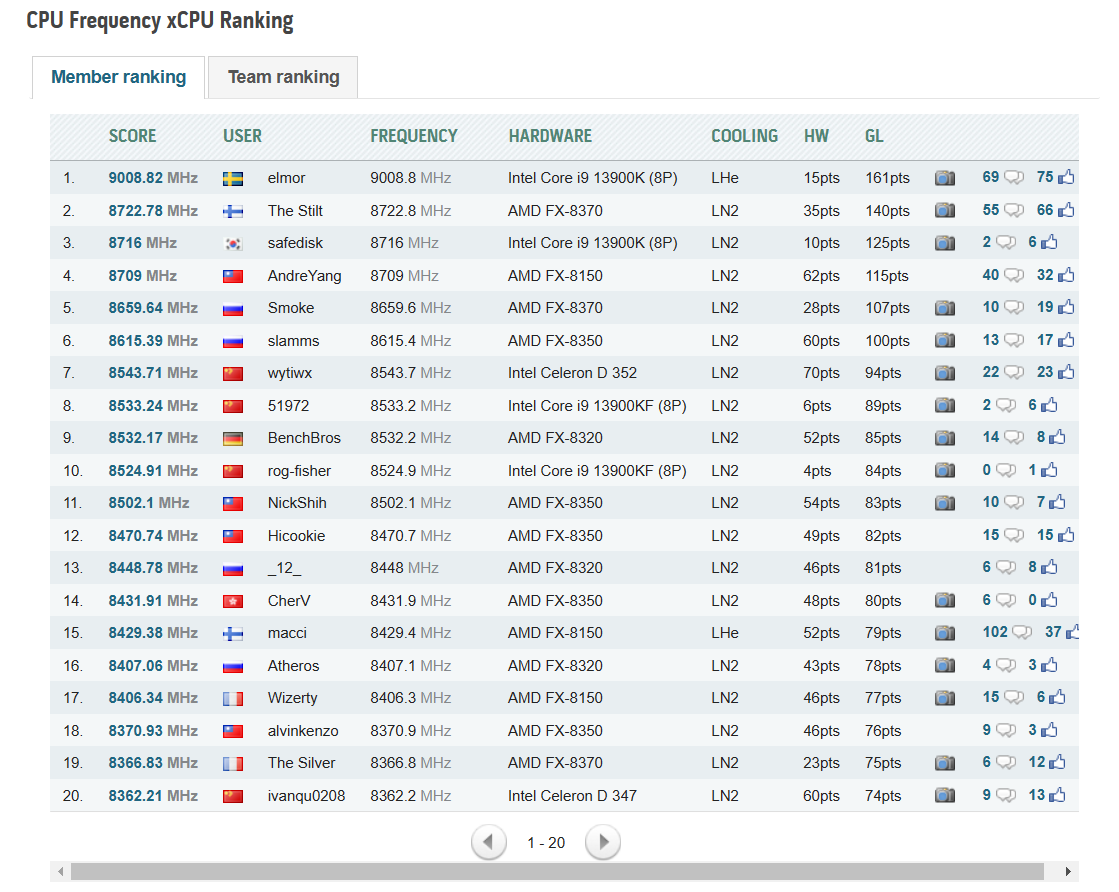 CPU Frequency xCPU Ranking
Member ranking Team ranking
SCORE USER FREQUENCY HARDWARE COOLING HW GL
1. 9008.82 MHz elmor 9008.8 MHz Intel Core i9 13900K (8P) LHe 15pts 161pts 69 75
2. 8722.78 MHz The Stilt 8722.8 MHz AMD FX-8370 LN2 35pts 140pts 55 66
3. 8716 MHz safedisk 8716 MHz Intel Core i9 13900K (8P) LN2 10pts 125pts 2 6
4. 8709 MHz AndreYang 8709 MHz AMD FX-8150 LN2 62pts 115pts 40 32
5. 8659.64 MHz Smoke 8659.6 MHz AMD FX-8370 LN2 28pts 107pts 10 19
6. 8615.39 MHz slamms 8615.4 MHz AMD FX-8350 LN2 60pts 100pts 13 17
7. 8543.71 MHz wytiwx 8543.7 MHz Intel Celeron D 352 LN2 70pts 94pts 22 23
8. 8533.24 MHz 51972 8533.2 MHz Intel Core i9 13900KF (8P) LN2 6pts 89pts 2 6
9. 8532.17 MHz BenchBros 8532.2 MHz AMD FX-8320 LN2 52pts 85pts 14 8
10. 8524.91 MHz rog-fisher 8524.9 MHz Intel Core i9 13900KF (8P) LN2 4pts 84pts 0 1
11. 8502.1 MHz NickShih 8502.1 MHz AMD FX-8350 LN2 54pts 83pts 10 7
12. 8470.74 MHz Hicookie 8470.7 MHz AMD FX-8350 LN2 49pts 82pts 15 15
13. 8448.78 MHz _12_ 8448 MHz AMD FX-8320 LN2 46pts 81pts 6 8
14. 8431.91 MHz CherV 8431.9 MHz AMD FX-8350 LN2 48pts 80pts 6 0
15. 8429.38 MHz macci 8429.4 MHz AMD FX-8150 LHe 52pts 79pts 102 37
16. 8407.06 MHz Atheros 8407.1 MHz AMD FX-8320 LN2 43pts 78pts 4 3
17. 8406.34 MHz Wizerty 8406.3 MHz AMD FX-8150 LN2 46pts 77pts 15 6
18. 8370.93 MHz alvinkenzo 8370.9 MHz AMD FX-8350 LN2 46pts 76pts 9 3
19. 8366.83 MHz The Silver 8366.8 MHz AMD FX-8370 LN2 23pts 75pts 6 12
20. 8362.21 MHz ivanqu0208 8362.2 MHz Intel Celeron D 347 LN2 60pts 74pts 9 13
1 - 20